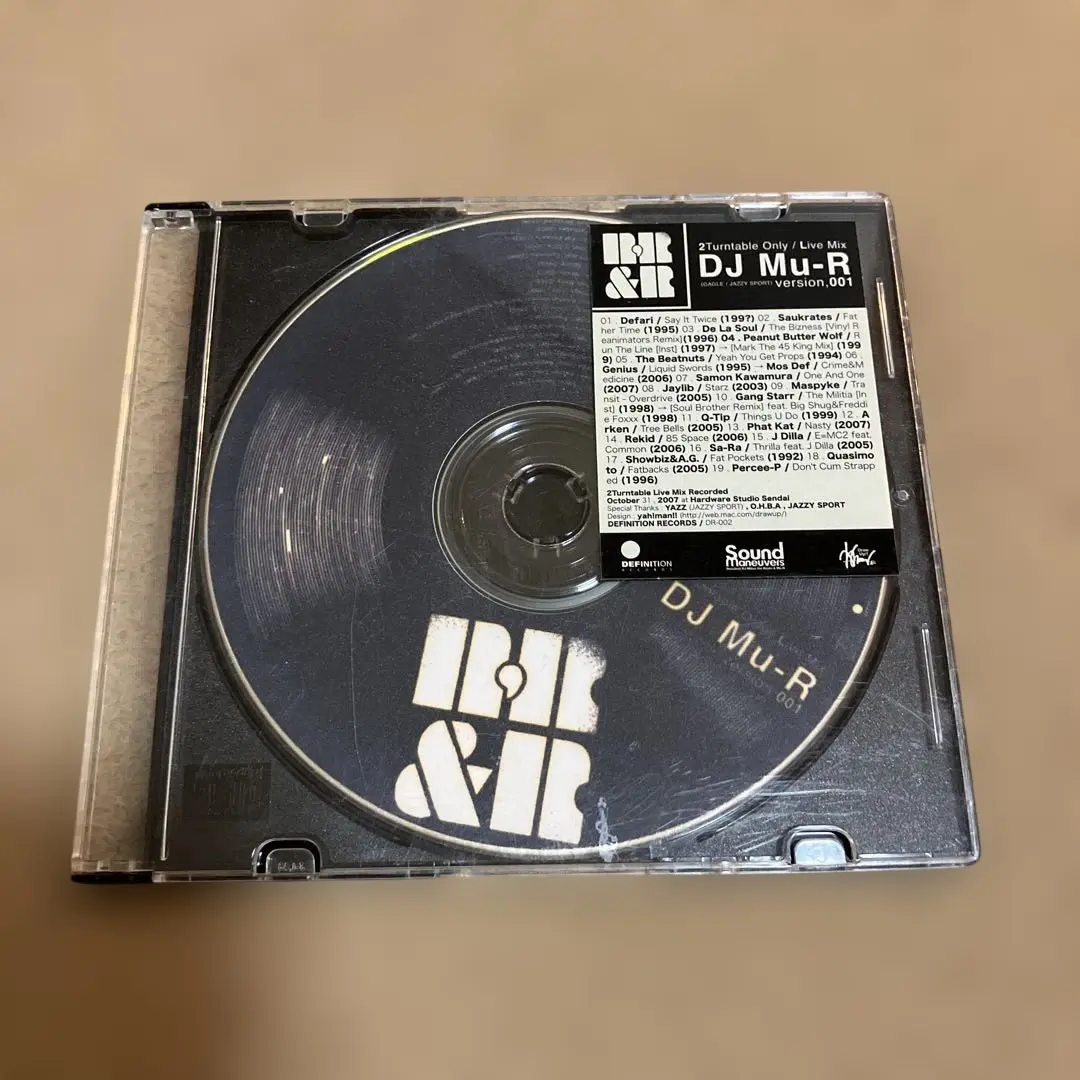 R,R
&R
2Turntable Only / Live Mix
DJ Mu-R
(GAGLE / JAZZY SPORT) version,001
01 . Defari / Say It Twice (199?) 02 . Saukrates / Fat
her Time (1995) 03 . De La Soul / The Bizness [Vinyl R
eanimators Remix] (1996) 04 . Peanut Butter Wolf / R
un The Line [Inst] (1997) → [Mark The 45 King Mix] (199
9) 05 . The Beatnuts / Yeah You Get Props (1994) 06 .
Genius / Liquid Swords (1995) → Mos Def / Crime&M
edicine (2006) 07 . Samon Kawamura / One And One
(2007) 08 . Jaylib / Starz (2003) 09 . Maspyke / Tra
nsit - Overdrive (2005) 10 . Gang Starr / The Militia [In
st] (1998) → [Soul Brother Remix] feat. Big Shug&Freddi
e Foxxx (1998) 11 . Q-Tip / Things U Do (1999) 12 . A
rken / Tree Bells (2005) 13 . Phat Kat / Nasty (2007)
14 . Rekid / 85 Space (2006) 15 . J Dilla / E=MC2 feat.
Common (2006) 16 . Sa-Ra / Thrilla feat. J Dilla (2005)
17 . Showbiz&A.G. / Fat Pockets (1992) 18 . Quasimo
to / Fatbacks (2005) 19 . Percee-P / Don't Cum Strapp
ed (1996)
2Turntable Live Mix Recorded
October 31 , 2007 at Hardware Studio Sendai
Special Thanks : YAZZ (JAZZY SPORT) , O.H.B.A , JAZZY SPORT
Design : yah!man!! (http://web.mac.com/drawup/)
DEFINITION RECORDS / DR-002
DEFINITION
RECORDS
Sound
Maneuvers
DJ Mu-R
version,001
R,R
&R